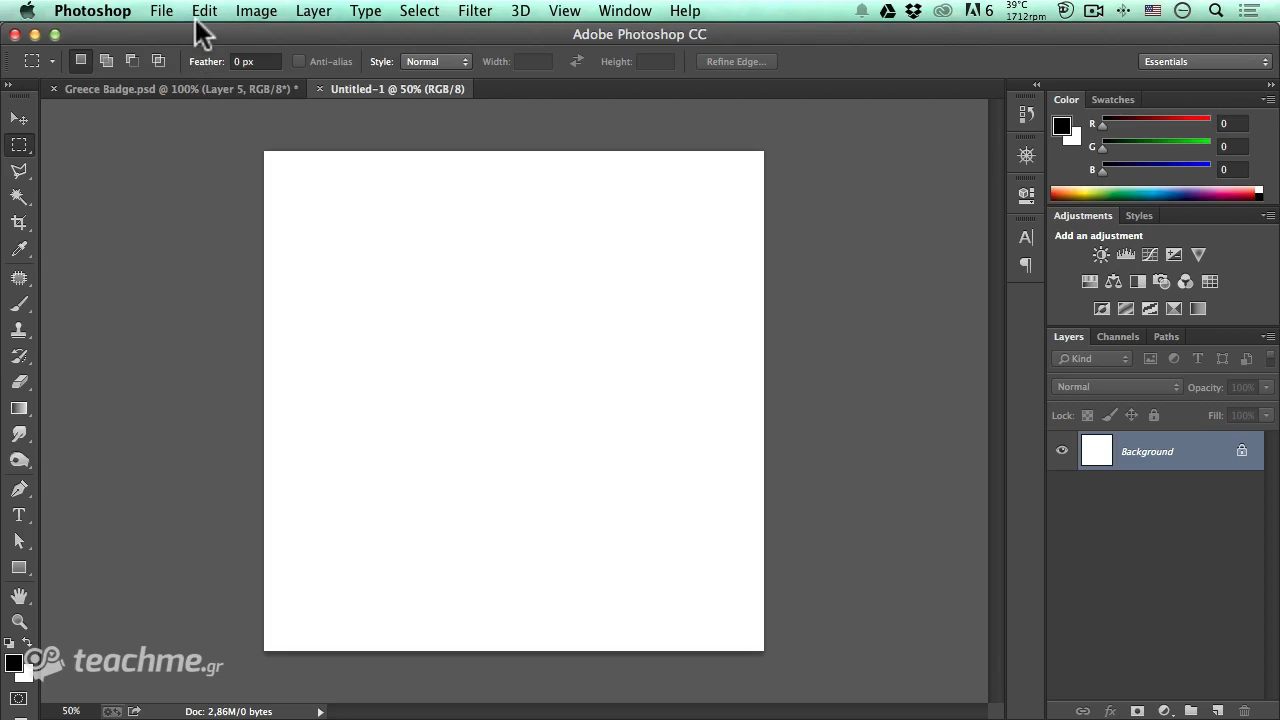 Photoshop File Edit Image Layer Type Select Filter 3D View Window Help 6 39°C 1712rpm
Adobe Photoshop CC
Feather: 0 px Anti-alias Style: Normal Width: Height: Refine Edge... Essentials
Greece Badge.psd @ 100% (Layer 5, RGB/8*) * Untitled-1 @ 50% (RGB/8)
Color Swatches
R 0
G 0
B 0
Adjustments Styles
Add an adjustment
Layers Channels Paths
Kind
Normal Opacity: 100%
Lock: Fill: 100%
Background
teachme.gr
50% Doc: 2,86M/0 bytes